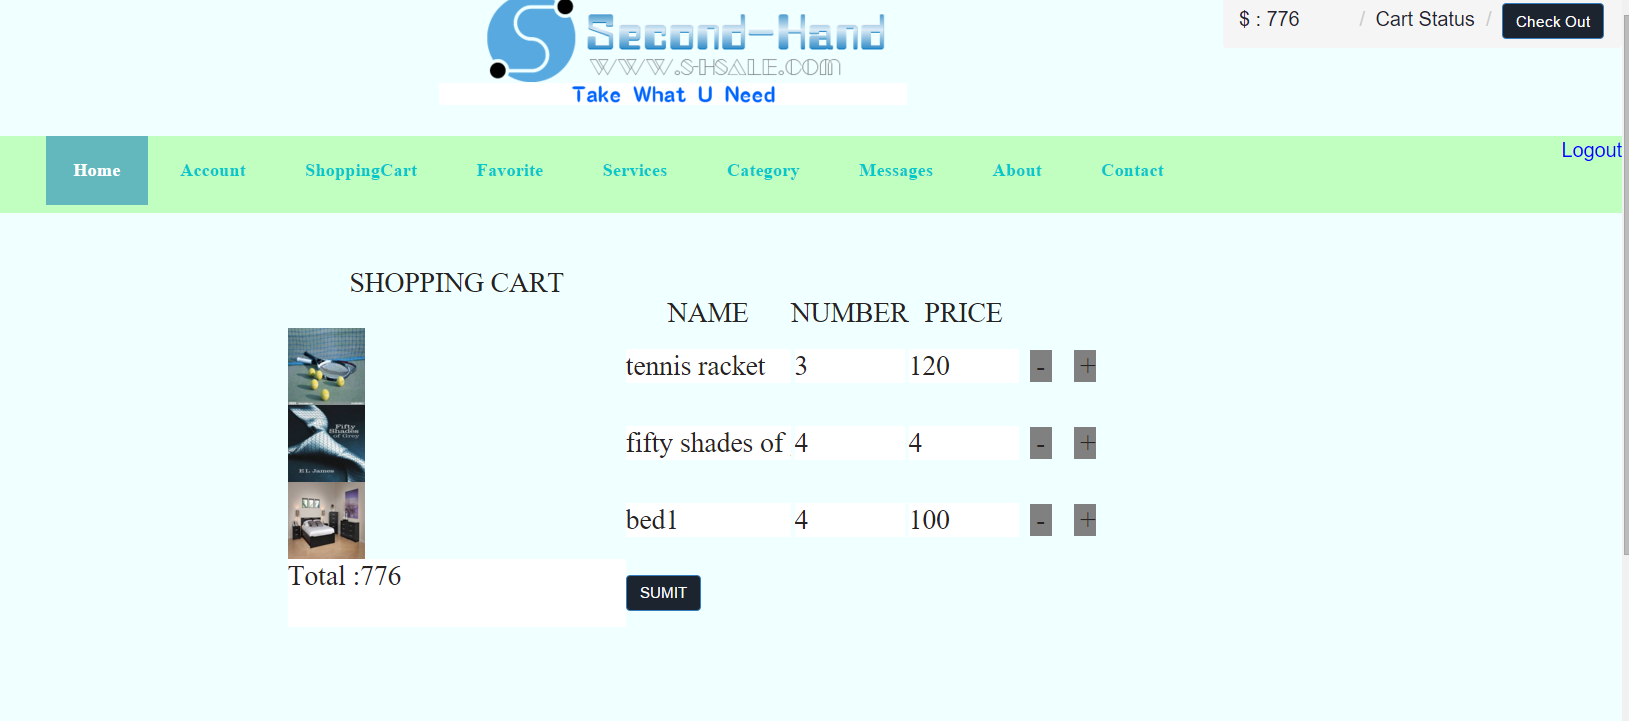 $ : 776 / Cart Status / Check Out
Second-Hand
WWW.S-HSALE.COM
Take What U Need
Logout
Home Account ShoppingCart Favorite Services Category Messages About Contact
SHOPPING CART
NAME NUMBER PRICE
tennis racket 3 120 - +
Fifty
Shades
of Grey
E L James
fifty shades of 4 4 - +
bed1 4 100 - +
Total :776
SUMIT